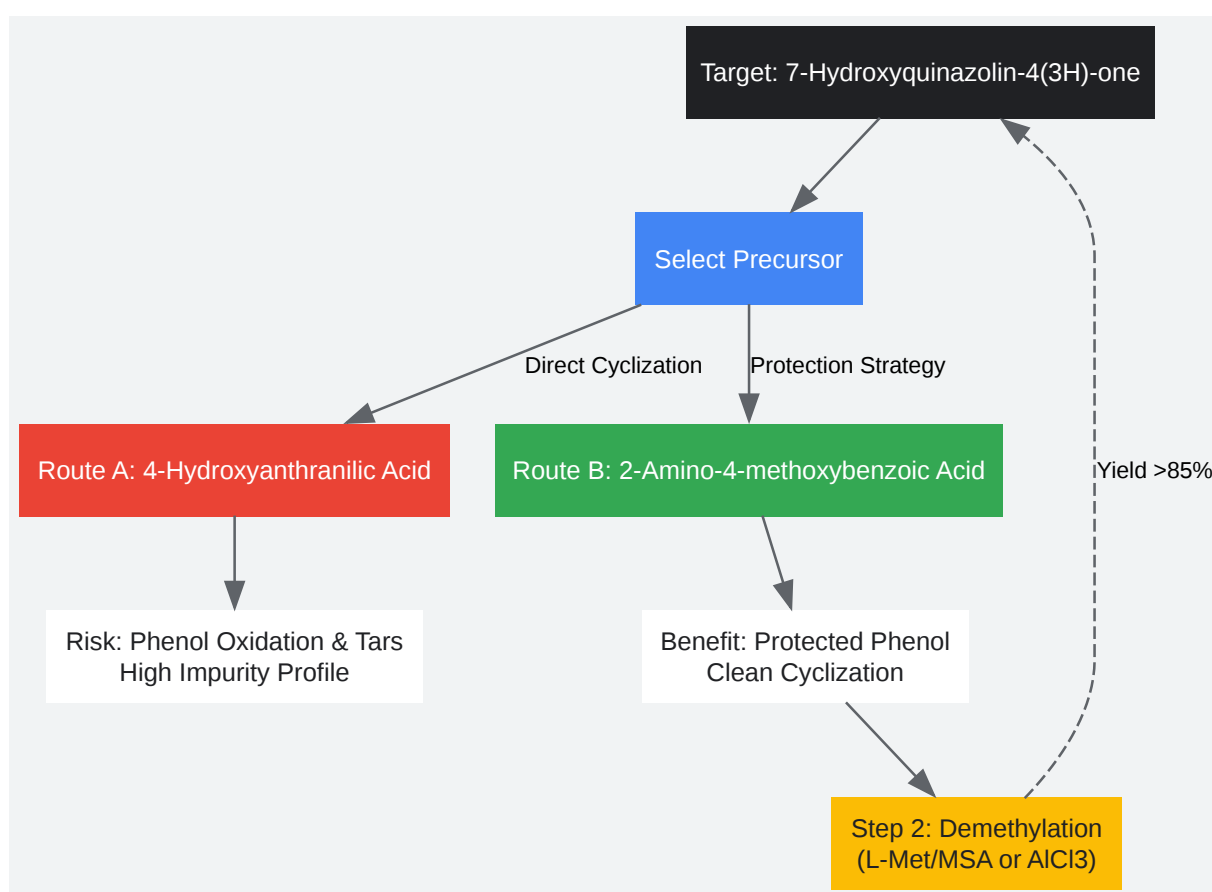 Target: 7-Hydroxyquinazolin-4(3H)-one
Select Precursor
Direct Cyclization
Protection Strategy
Route A: 4-Hydroxyanthranilic Acid
Route B: 2-Amino-4-methoxybenzoic Acid
Yield >85%
Risk: Phenol Oxidation & Tars
High Impurity Profile
Benefit: Protected Phenol
Clean Cyclization
Step 2: Demethylation
(L-Met/MSA or AlCl3)